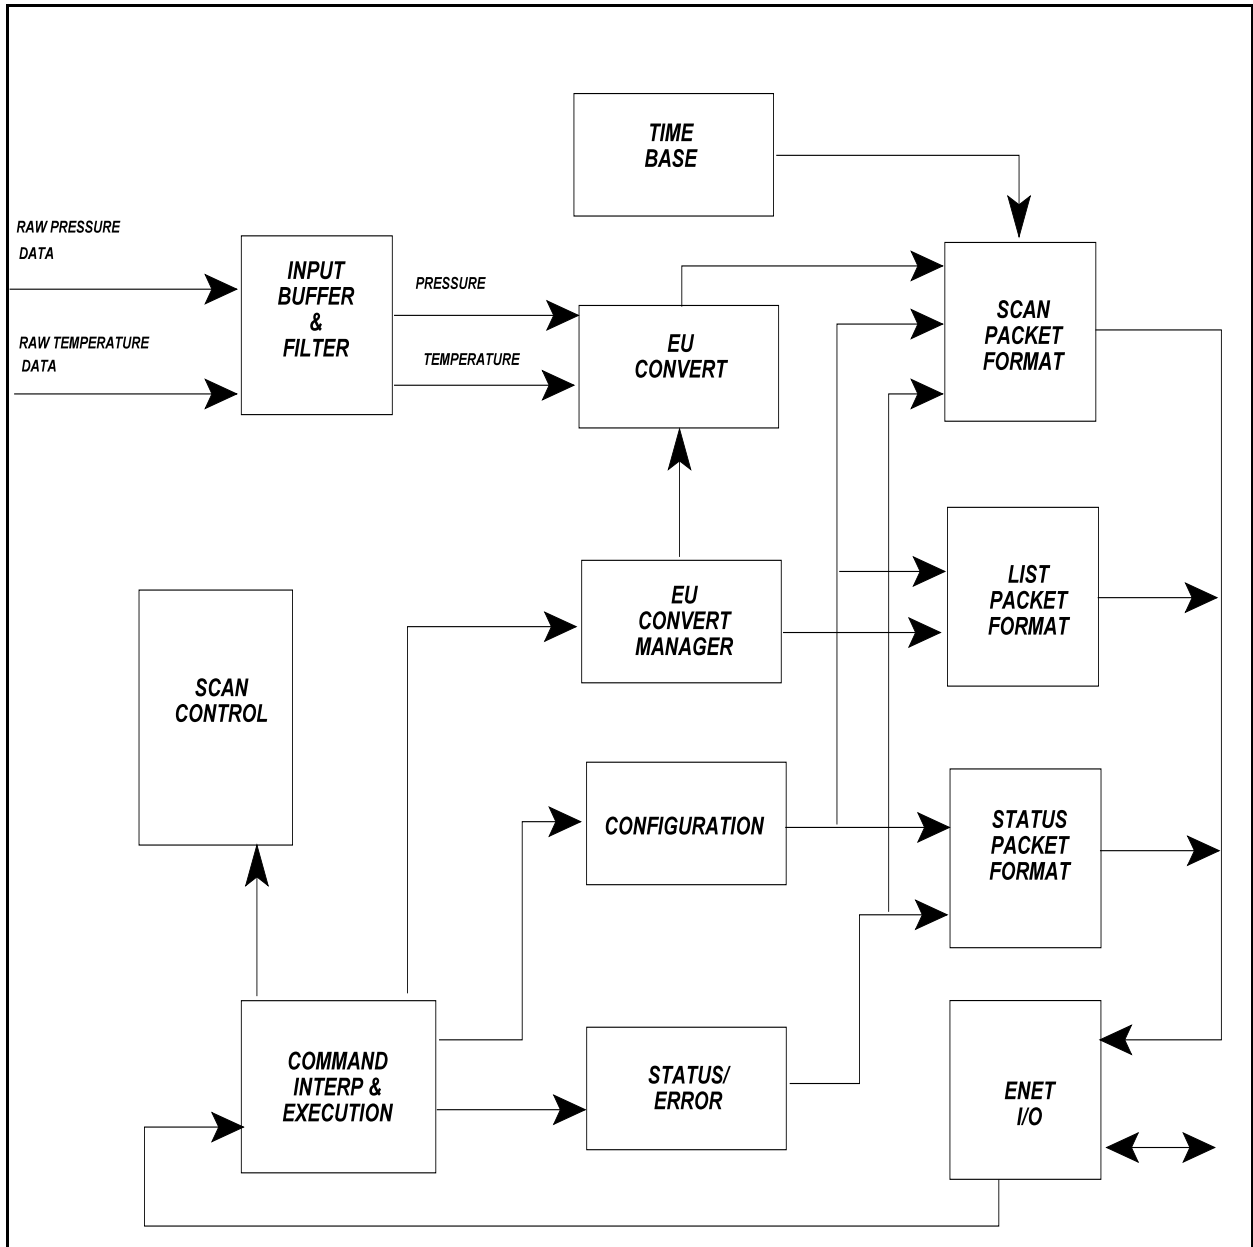 TIME
BASE
RAW PRESSURE
DATA
INPUT
BUFFER
&
FILTER
PRESSURE
TEMPERATURE
EU
CONVERT
SCAN
PACKET
FORMAT
RAW TEMPERATURE
DATA
LIST
PACKET
FORMAT
EU
CONVERT
MANAGER
SCAN
CONTROL
CONFIGURATION
STATUS
PACKET
FORMAT
COMMAND
INTERP &
EXECUTION
STATUS/
ERROR
ENET
I/O